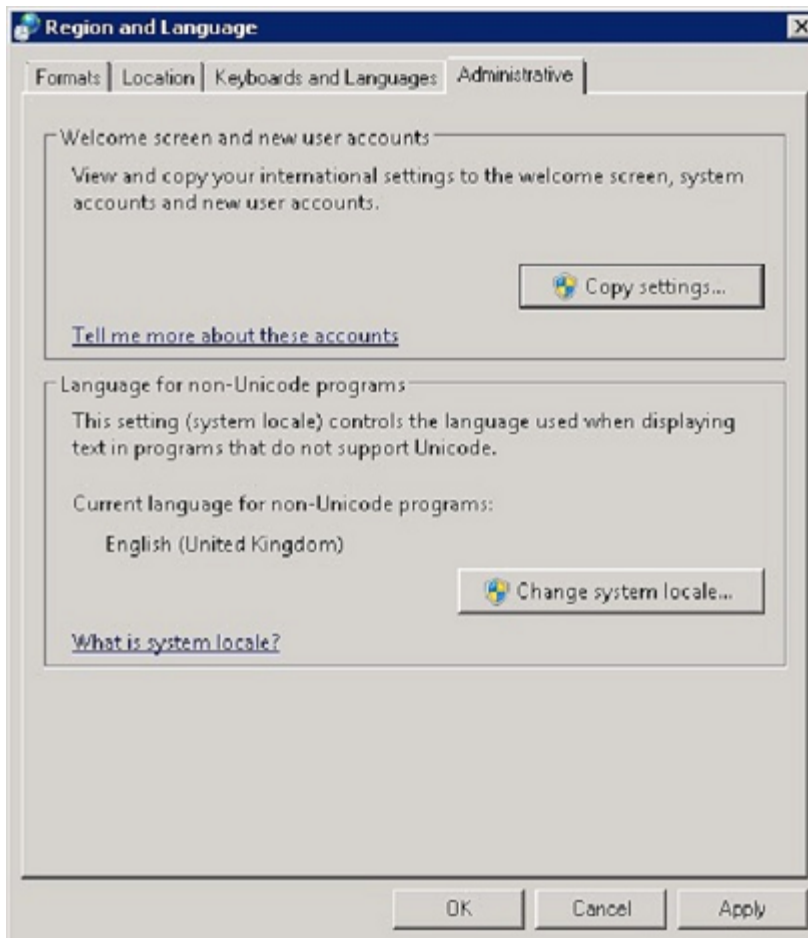 Region and Language
Formats Location Keyboards and Languages Administrative
Welcome screen and new user accounts
View and copy your international settings to the welcome screen, system
accounts and new user accounts.
Copy settings...
Tell me more about these accounts
Language for non-Unicode programs
This setting (system locale) controls the language used when displaying
text in programs that do not support Unicode.
Current language for non-Unicode programs:
English (United Kingdom)
Change system locale...
What is system locale?
OK Cancel Apply